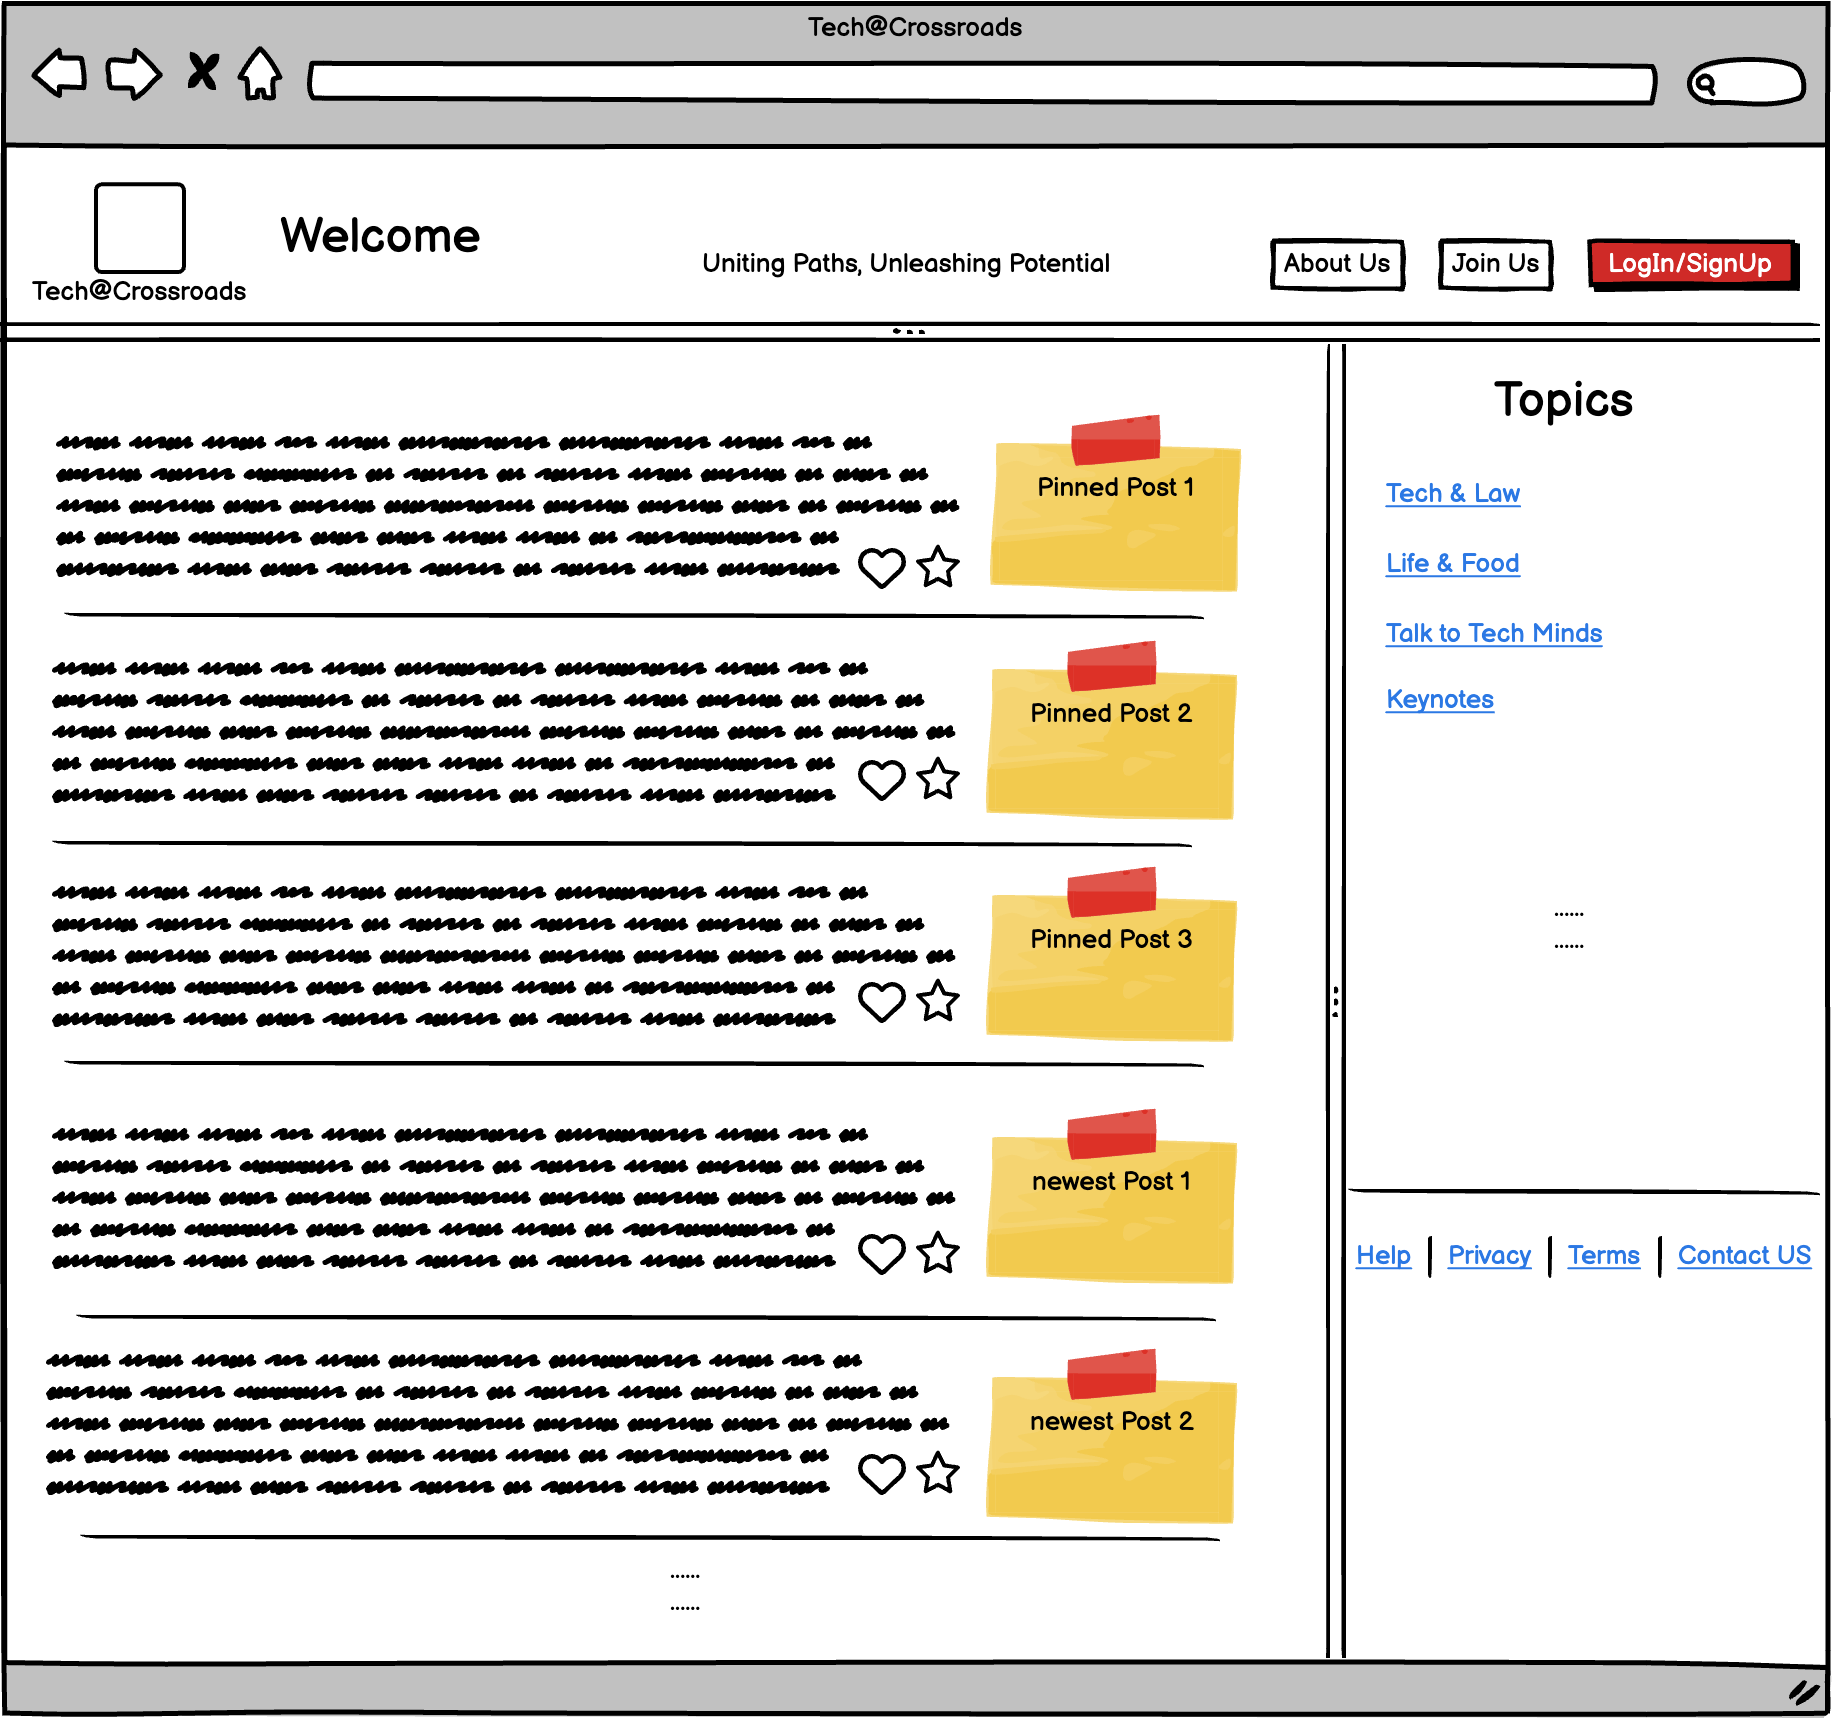 Tech@Crossroads
Welcome
Tech@Crossroads
Uniting Paths, Unleashing Potential
About Us
Join Us
LogIn/SignUp
Pinned Post 1
Pinned Post 2
Pinned Post 3
newest Post 1
newest Post 2
......
......
Topics
Tech & Law
Life & Food
Talk to Tech Minds
Keynotes
......
......
Help | Privacy | Terms | Contact US